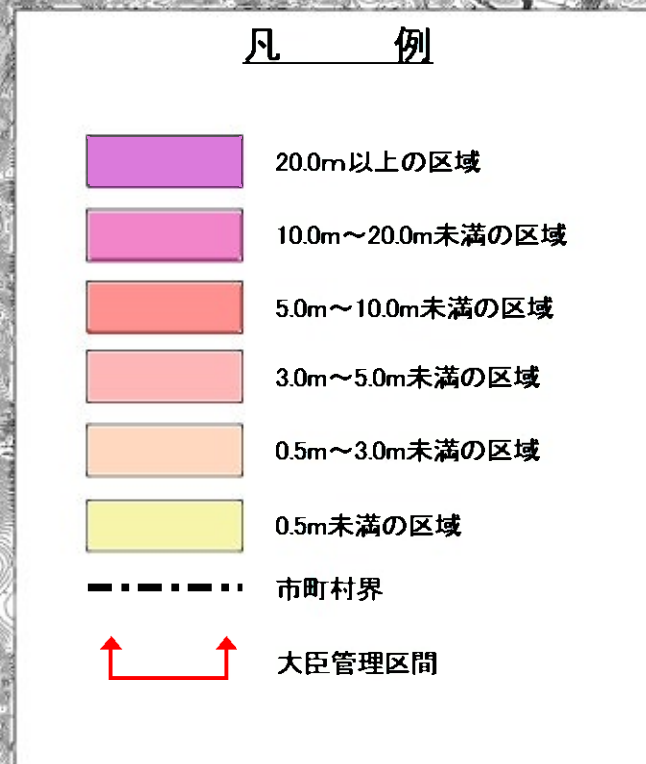 凡　例
20.0m以上の区域
10.0m～20.0m未満の区域
5.0m～10.0m未満の区域
3.0m～5.0m未満の区域
0.5m～3.0m未満の区域
0.5m未満の区域
市町村界
大臣管理区間